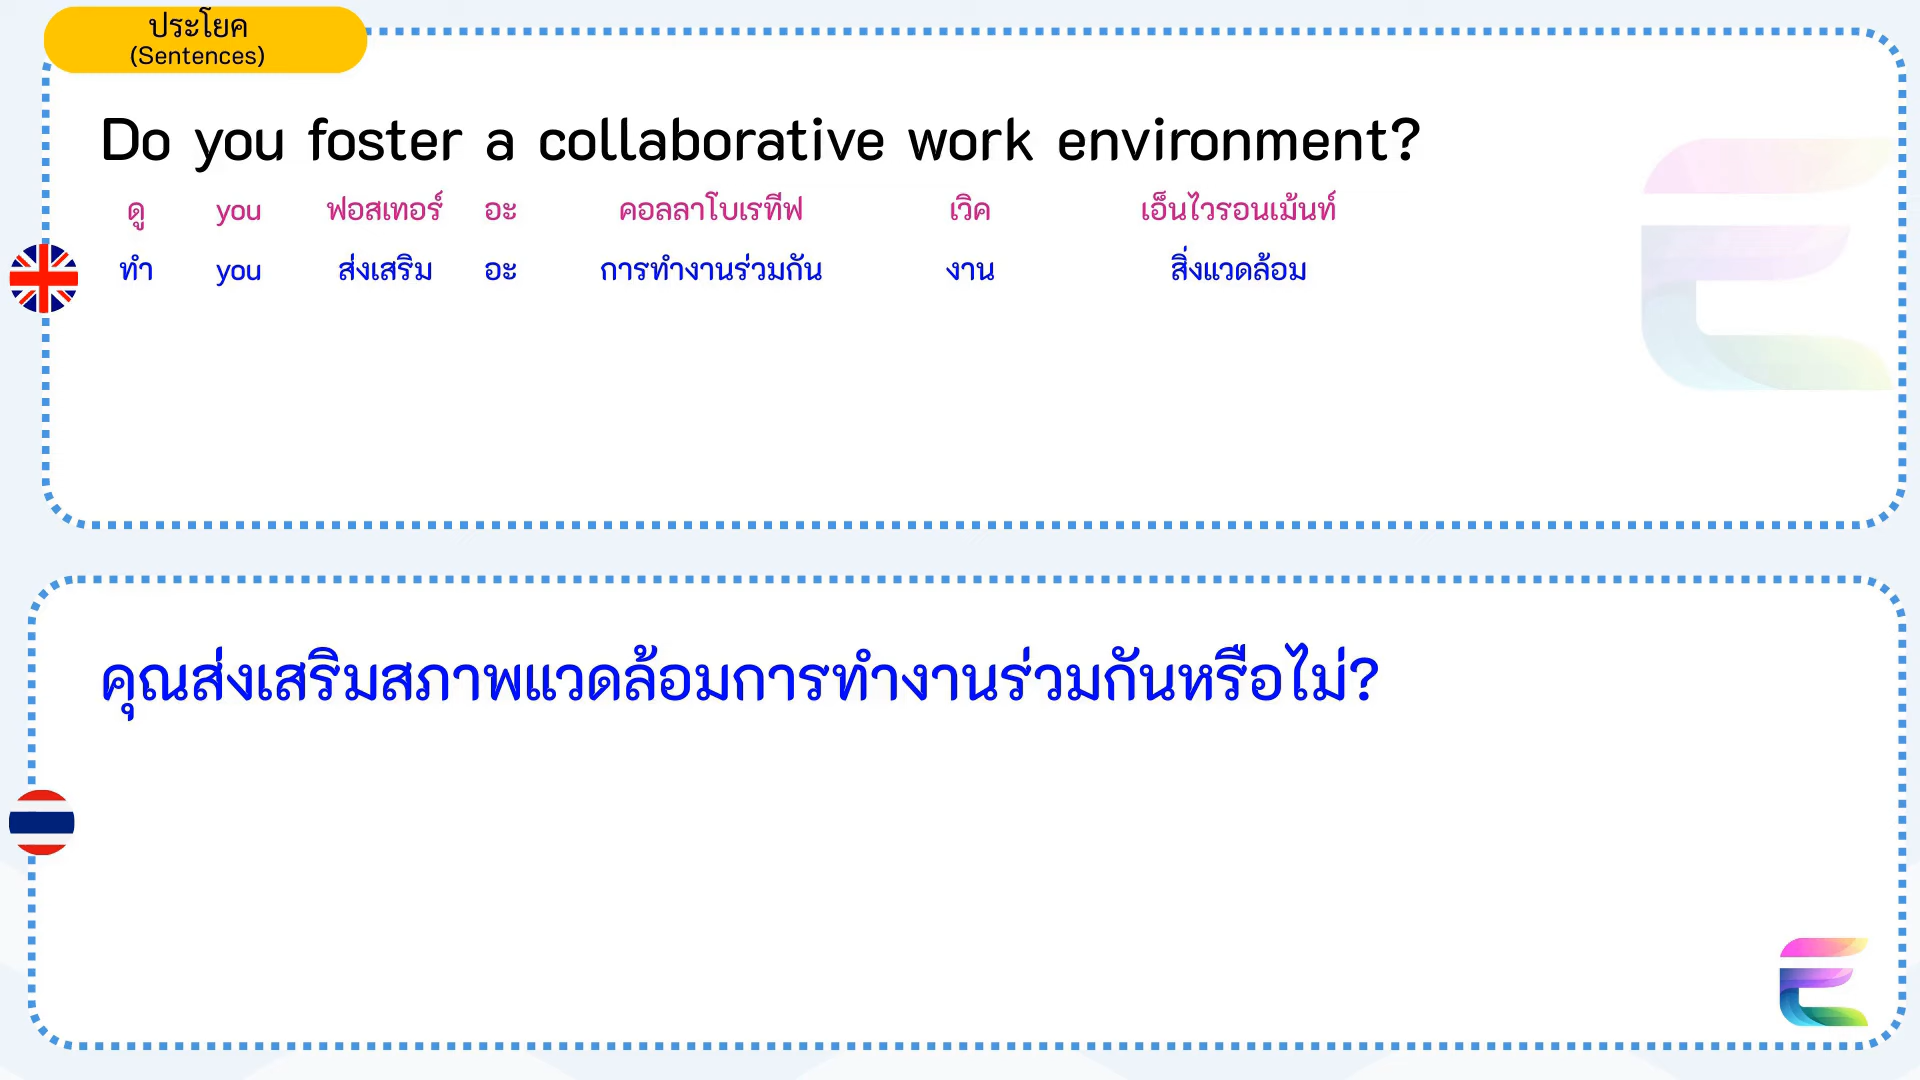 ประโยค
(Sentences)
Do you foster a collaborative work environment?
ดู you ฟอสเทอร์ อะ คอลลาโบเรทีฟ เวิค เอ็นไวรอนเม้นท์
ทำ you ส่งเสริม อะ การทำงานร่วมกัน งาน สิ่งแวดล้อม
คุณส่งเสริมสภาพแวดล้อมการทำงานร่วมกันหรือไม่?